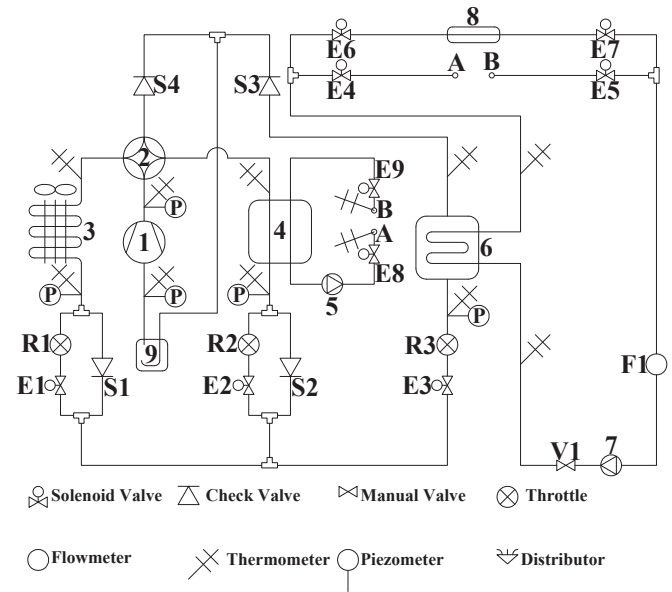 8
E6
E7
A
B
E4
E5
S4
S3
2
P
E9
B
3
1
4
A
6
E8
P
P
P
5
P
R1
9
R2
R3
E1
S1
E2
S2
E3
F1
V1
7
Solenoid Valve
Check Valve
Manual Valve
Throttle
Flowmeter
Thermometer
Piezometer
Distributor